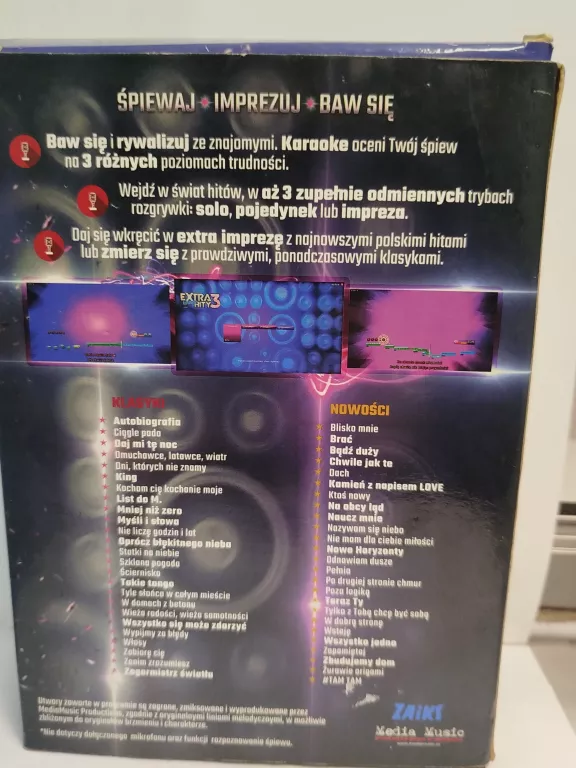 ŚPIEWAJ IMPREZUJ BAW SIĘ
Baw się i rywalizuj ze znajomymi. Karaoke oceni Twój śpiew
na 3 różnych poziomach trudności.
Wejdź w świat hitów, w aż 3 zupełnie odmiennych trybach
rozgrywki: solo, pojedynek lub impreza.
Daj się wkręcić w extra imprezę z najnowszymi polskimi hitami
lub zmierz się z prawdziwymi, ponadczasowymi klasykami.
EXTRA
HITY 3
KLASYKI
Autobiografia
Ciągle pada
Daj mi tę noc
Dmuchawce, latawce, wiatr
Dni, których nie znamy
King
Kocham cię kochanie moje
List do M.
Mniej niż zero
Myśli i słowa
Nie liczę godzin i lat
Oprócz błękitnego nieba
Statki na niebie
Szklana pogoda
Ściernisko
Takie tango
Tyle słońca w całym mieście
W domach z betonu
Wieża radości, wieża samotności
Wszystko się może zdarzyć
Wypijmy za błędy
Włosy
Zabiorę cię
Zanim zrozumiesz
Zegarmistrz światła
NOWOŚCI
Blisko mnie
Brać
Bądź duży
Chwile jak te
Dach
Kamień z napisem LOVE
Ktoś nowy
Na obcy ląd
Naucz mnie
Nazywam się niebo
Nie mam dla ciebie miłości
Nowe Horyzonty
Odnawiam dusze
Pełnia
Po drugiej stronie chmur
Poza logiką
Teraz Ty
Tylko z Tobą chcę być sobą
W dobrą stronę
Wstaję
Wszystko jedno
Zapamiętaj
Zbudujemy dom
Żurawie origami
#TAM TAM
Utwory zawarte w programie są zagrane, zmiksowane i wyprodukowane przez
MediaMusic Productions, zgodnie z oryginalnymi liniami melodycznymi, w możliwie
zbliżonym do oryginałów brzmieniu i charakterze.
*Nie dotyczy dołączonego mikrofonu oraz funkcji rozpoznawania śpiewu.
ZAiKS
Media Music